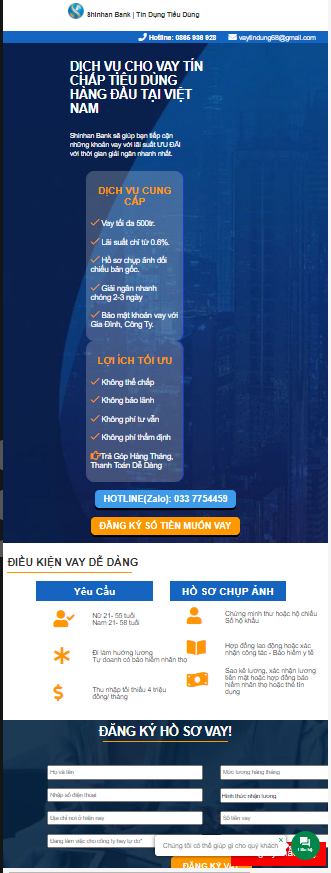 Shinhan Bank | Tín Dụng Tiêu Dùng
Hotline: 0865 938 928
vaytindung68@gmail.com
DỊCH VỤ CHO VAY TÍN
CHẤP TIÊU DÙNG
HÀNG ĐẦU TẠI VIỆT
NAM
Shinhan Bank sẽ giúp bạn tiếp cận
những khoản vay với lãi suất ƯU ĐÃI
với thời gian giải ngân nhanh nhất.
DỊCH VỤ CUNG
CẤP
Vay tối đa 500tr.
Lãi suất chỉ từ 0.6%.
Hồ sơ chụp ảnh đối
chiếu bản gốc.
Giải ngân nhanh
chóng 2-3 ngày
Bảo mật khoản vay với
Gia Đình, Công Ty.
LỢI ÍCH TỐI ƯU
Không thế chấp
Không bảo lãnh
Không phí tư vấn
Không phí thẩm định
Trả Góp Hàng Tháng,
Thanh Toán Dễ Dàng
HOTLINE(Zalo): 033 7754459
ĐĂNG KÝ SỐ TIỀN MUỐN VAY
ĐIỀU KIỆN VAY DỄ DÀNG
Yêu Cầu
Nữ 21- 55 tuổi
Nam 21- 58 tuổi
Đi làm hưởng lương
Tự doanh có bảo hiểm nhân thọ
Thu nhập tối thiểu 4 triệu
đồng/ tháng
HỒ SƠ CHỤP ẢNH
Chứng minh thư hoặc hộ chiếu
Sổ hộ khẩu
Hợp đồng lao động hoặc xác
nhận công tác - Bảo hiểm y tế
Sao kê lương, xác nhận lương
tiền mặt hoặc hợp đồng bảo
hiểm nhân thọ hoặc thẻ tín
dụng
ĐĂNG KÝ HỒ SƠ VAY!
Họ và tên
Mức lương hàng tháng
Nhập số điện thoại
Hình thức nhận lương
Địa chỉ nơi ở hiện nay
Số tiền vay
Đang làm việc cho công ty hay tự do*
Chúng tôi có thể giúp gì cho quý khách
Liên hệ
ĐĂNG KÝ VAY